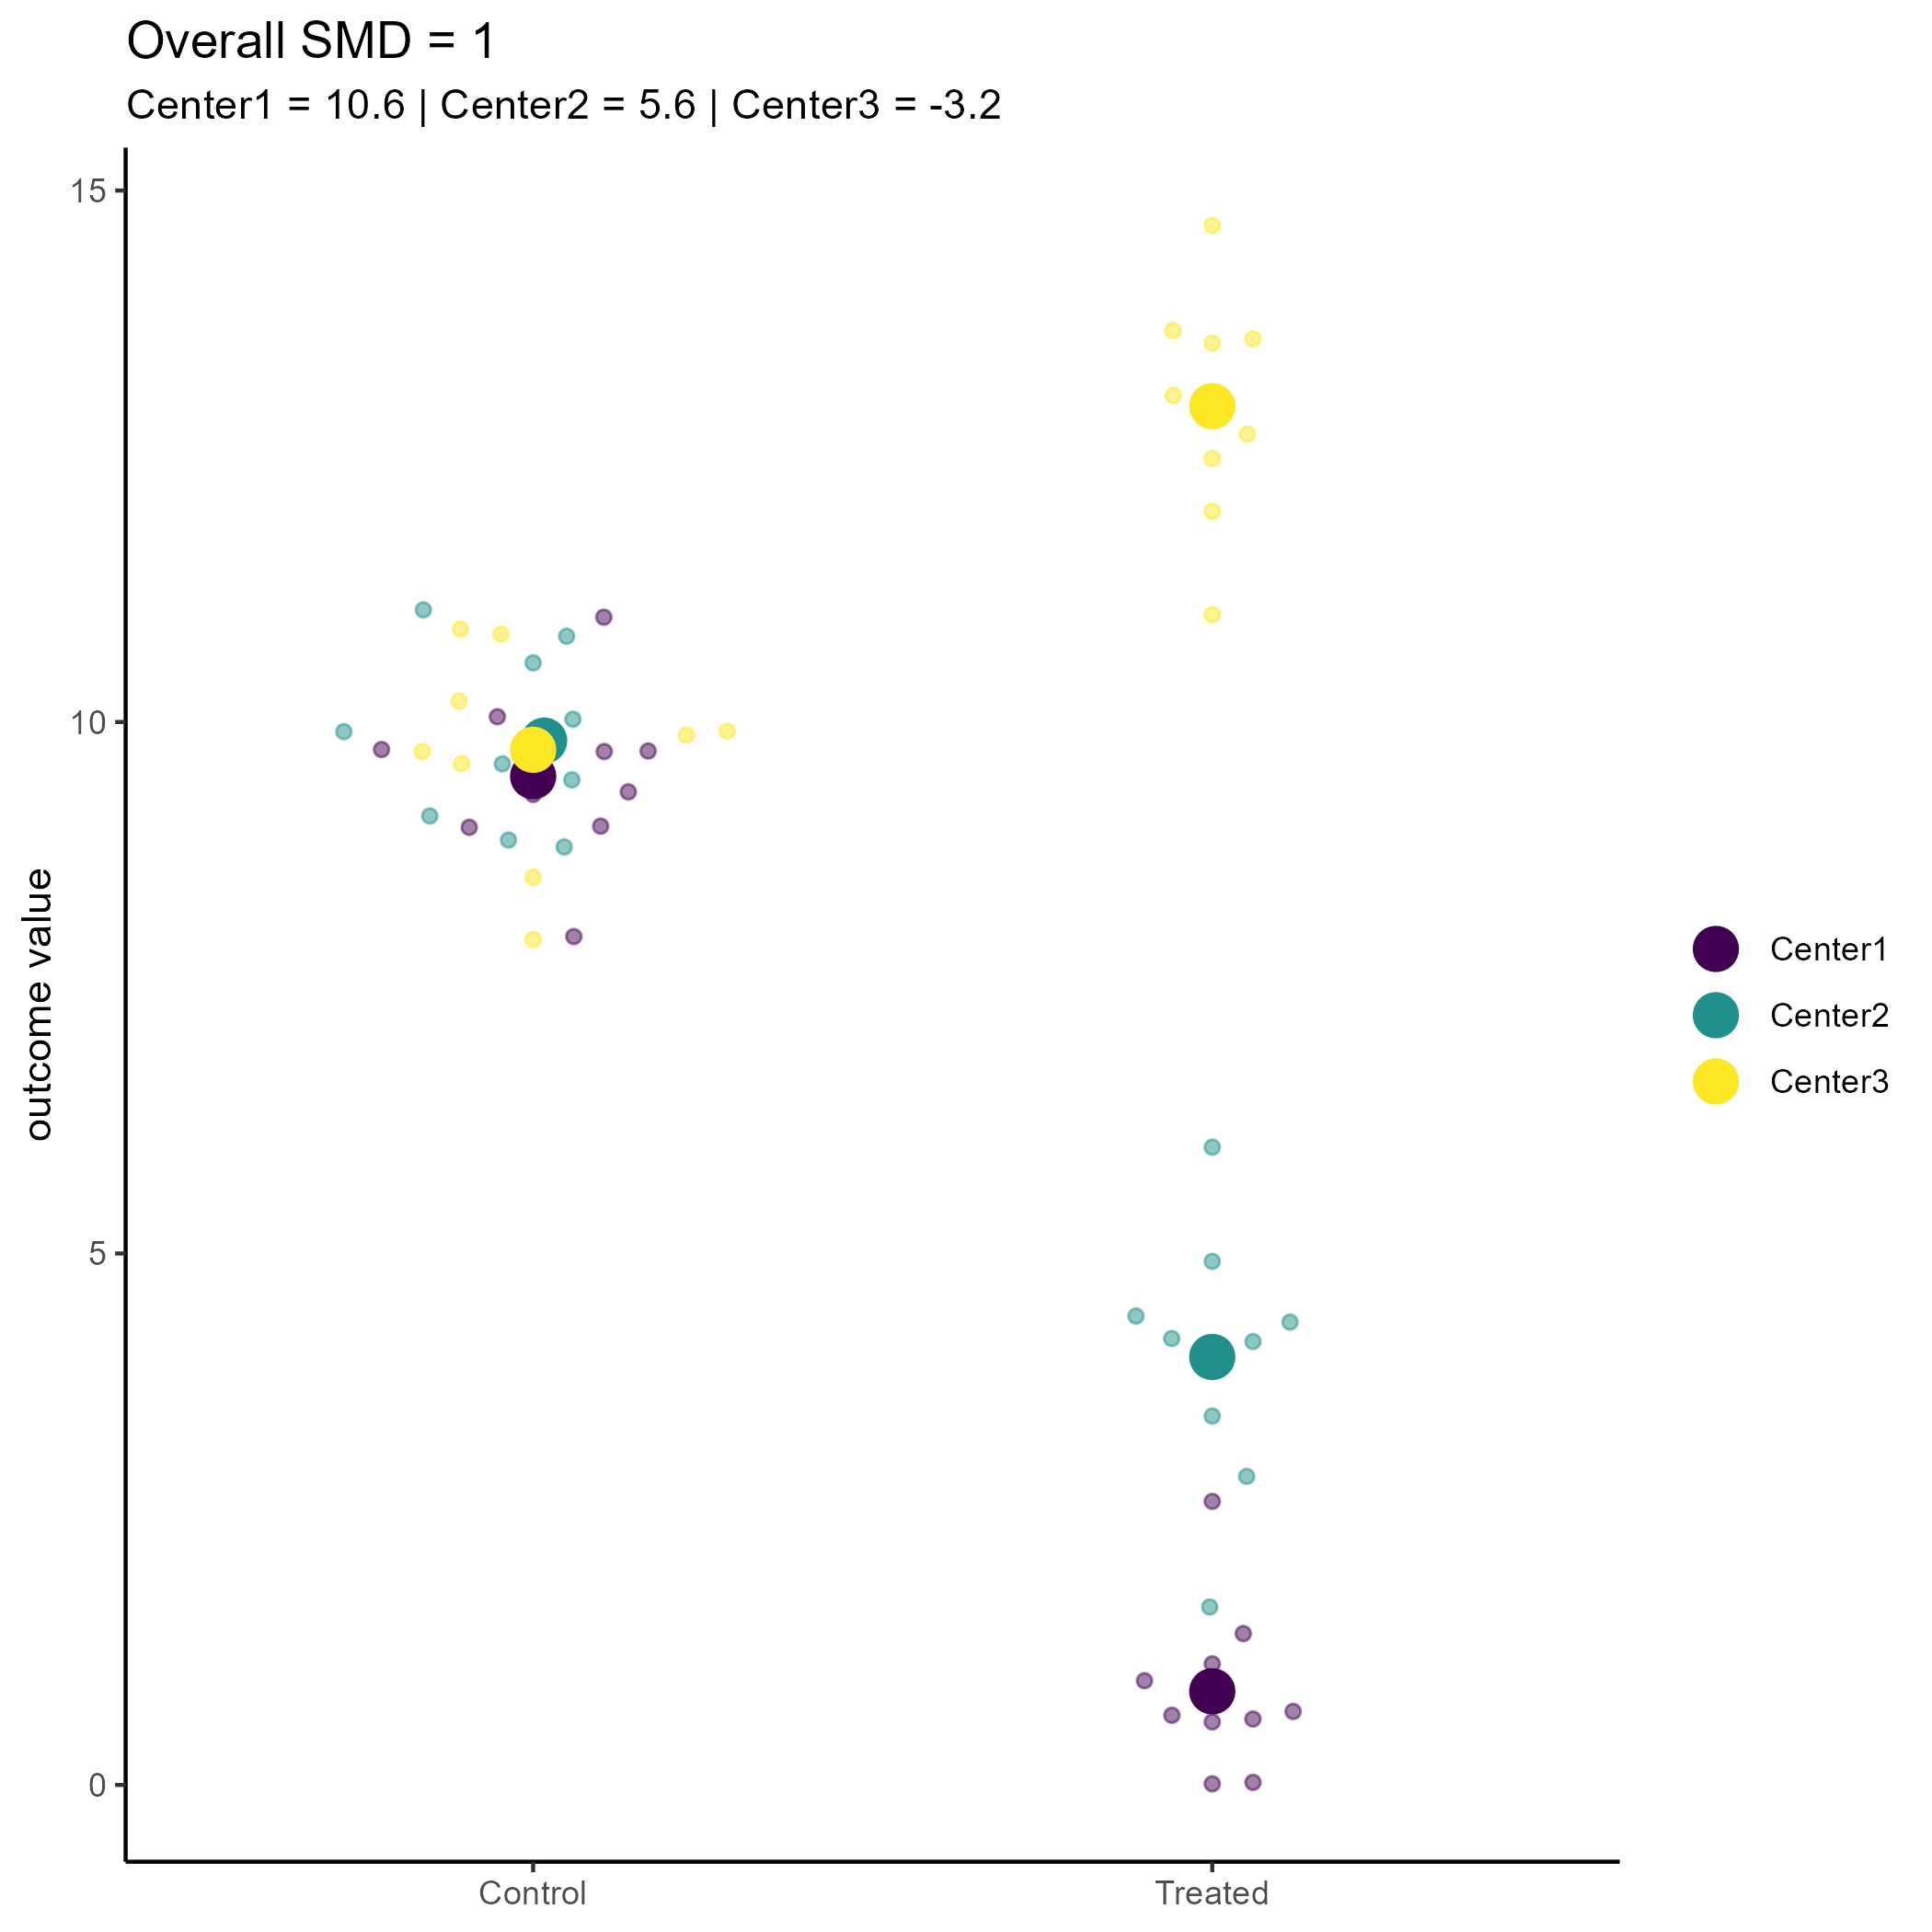 Overall SMD = 1
Center1 = 10.6 | Center2 = 5.6 | Center3 = -3.2
15
10
5
0
outcome value
Control
Treated
Center1
Center2
Center3